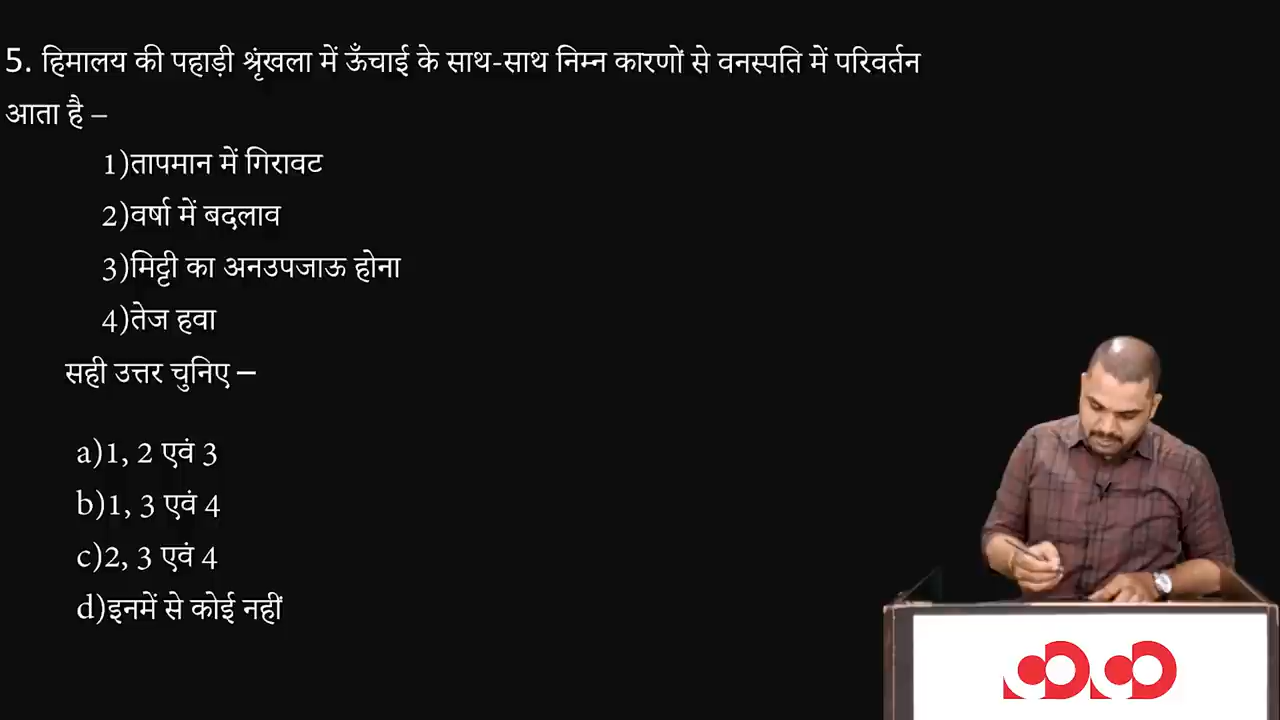 5. हिमालय की पहाड़ी श्रृंखला में ऊँचाई के साथ-साथ निम्न कारणों से वनस्पति में परिवर्तन
आता है –
1)तापमान में गिरावट
2)वर्षा में बदलाव
3)मिट्टी का अनउपजाऊ होना
4)तेज हवा
सही उत्तर चुनिए –
a)1, 2 एवं 3
b)1, 3 एवं 4
c)2, 3 एवं 4
d)इनमें से कोई नहीं